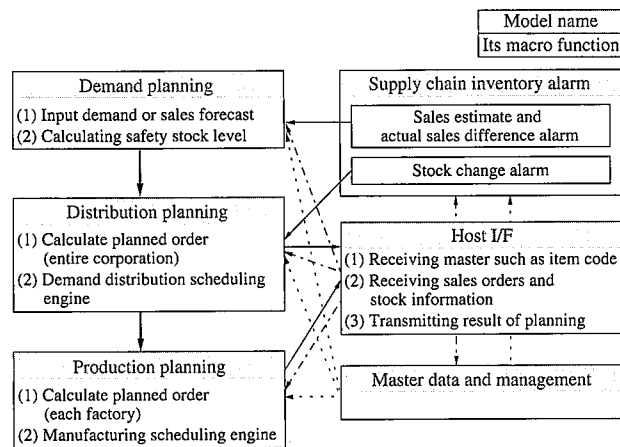 Model name
Its macro function
Demand planning
(1) Input demand or sales forecast
(2) Calculating safety stock level
Supply chain inventory alarm
Sales estimate and
actual sales difference alarm
Stock change alarm
Distribution planning
(1) Calculate planned order
(entire corporation)
(2) Demand distribution scheduling
engine
Host I/F
(1) Receiving master such as item code
(2) Receiving sales orders and
stock information
(3) Transmitting result of planning
Production planning
(1) Calculate planned order
(each factory)
(2) Manufacturing scheduling engine
Master data and management